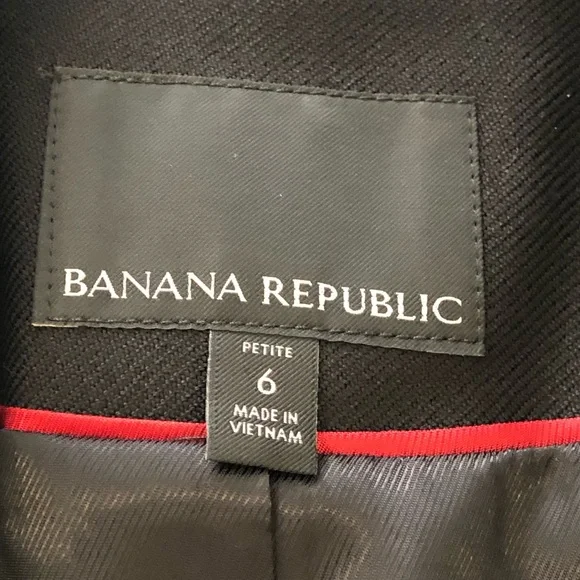 BANANA REPUBLIC
PETITE
6
MADE IN
VIETNAM